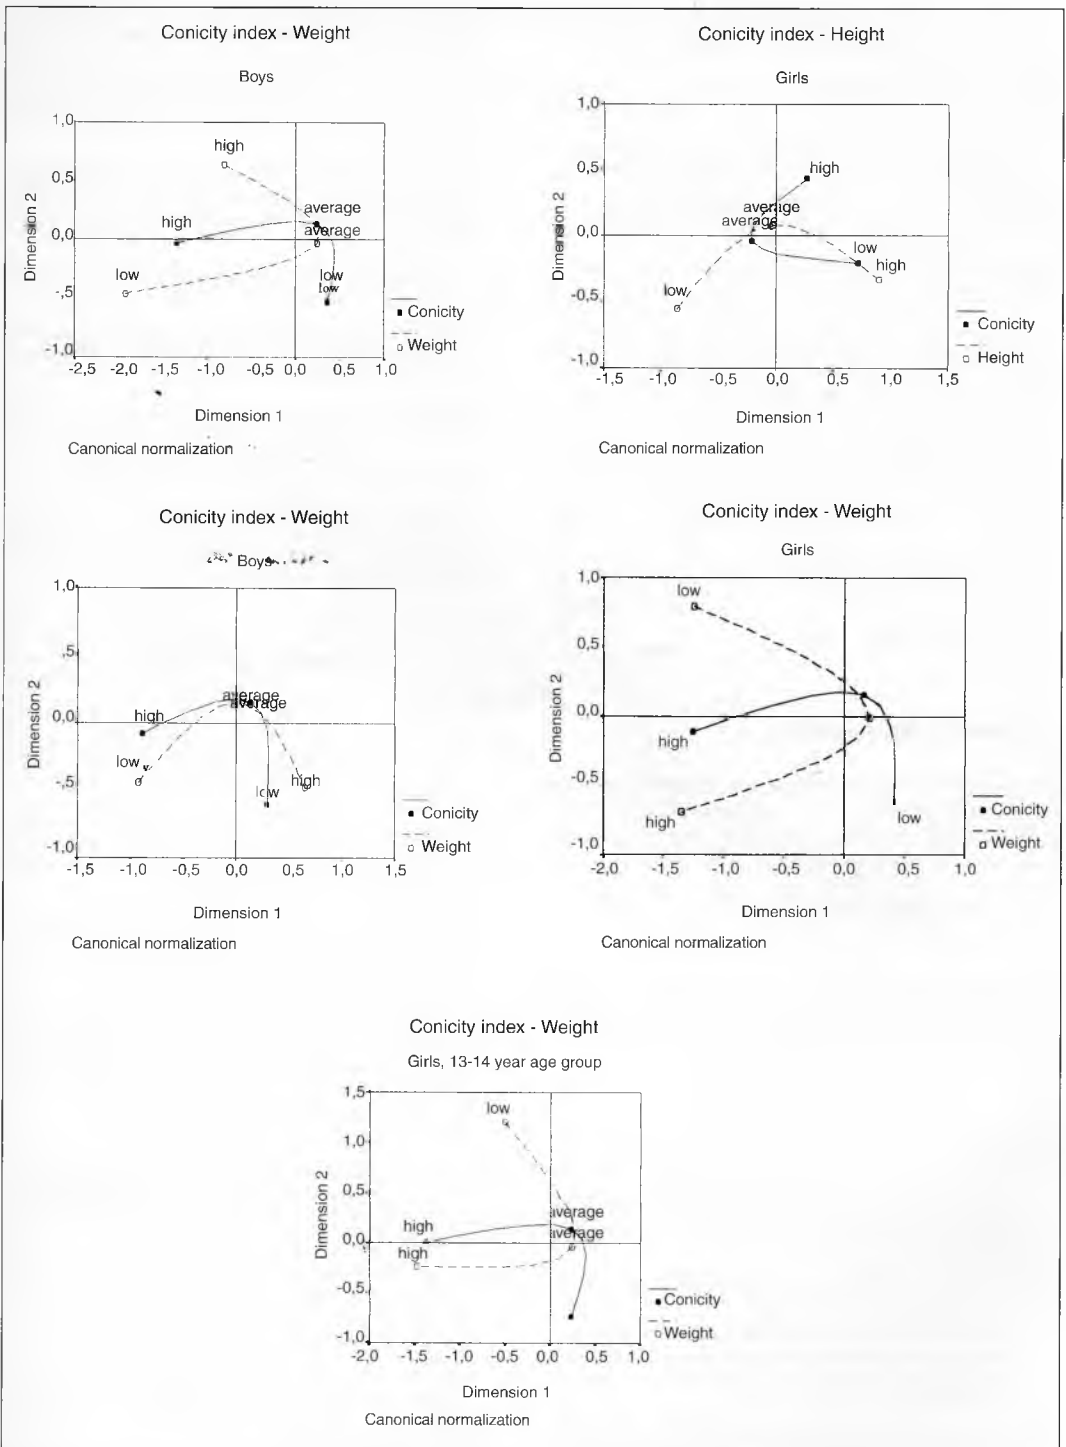 Conicity index - Weight
Boys
1,0
high
0,5
average
high
0,0
average
low
low
-,5
low
Conicity
Weight
-1,0
-2,5 -2,0 -1,5 -1,0 -0,5 0,0 0,5 1,0
Dimension 2
Dimension 1
Canonical normalization
Conicity index - Height
Girls
1,0
0,5
high
average
average
0,0
low
high
low
-0,5
Conicity
Height
-1,0
-1,5 -1,0 -0,5 0,0 0,5 1,0 1,5
Dimension 2
Dimension 1
Canonical normalization
Conicity index - Weight
Boys
1,0
,5
average
average
high
0,0
low
high
low
-,5
Conicity
Weight
-1,0
-1,5 -1,0 -0,5 0,0 0,5 1,0 1,5
Dimension 2
Dimension 1
Canonical normalization
Conicity index - Weight
Girls
1,0
low
0,5
0,0
high
-,5
high
low
Conicity
Weight
-1,0
-2,0 -1,5 -1,0 -0,5 0,0 0,5 1,0
Dimension 2
Dimension 1
Canonical normalization
Conicity index - Weight
Girls, 13-14 year age group
1,5
low
1,0
0,5
average
high
average
0,0
high
-0,5
Conicity
Weight
-1,0
-2,0 -1,5 -1,0 -0,5 0,0 0,5 1,0
Dimension 2
Dimension 1
Canonical normalization